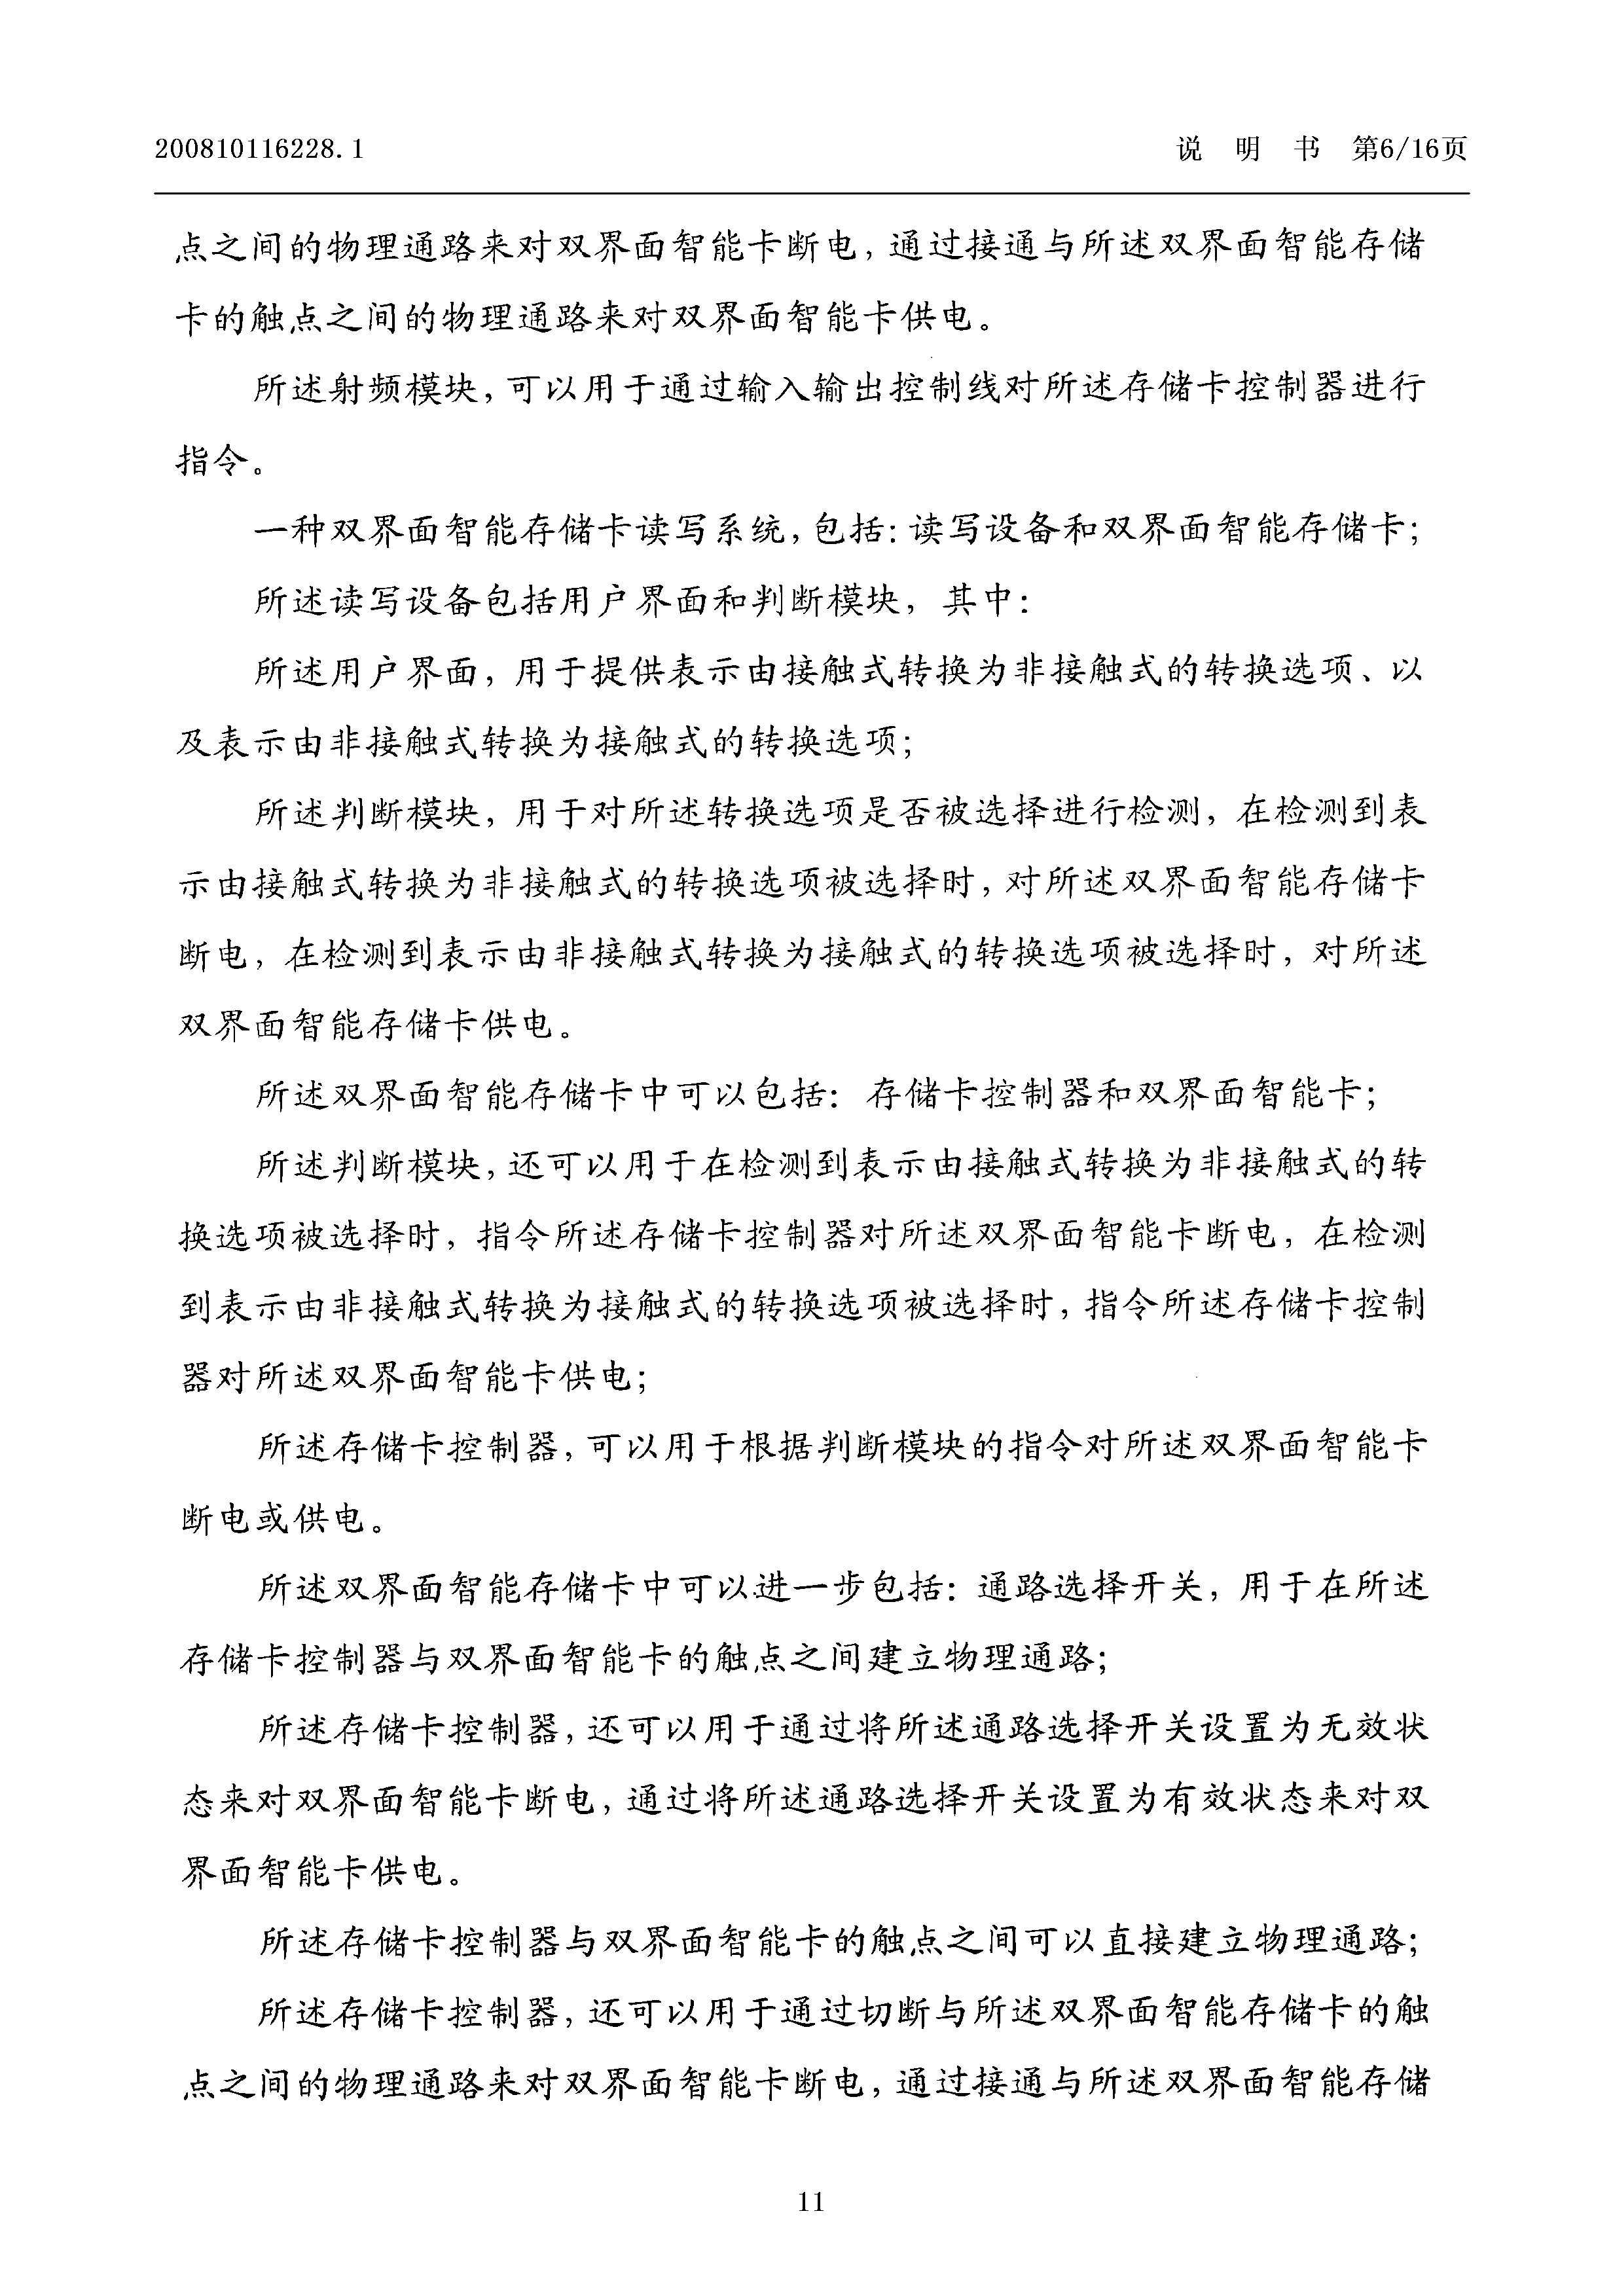 200810116228.1
说 明 书 第6/16页
点之间的物理通路来对双界面智能卡断电,通过接通与所述双界面智能存储
卡的触点之间的物理通路来对双界面智能卡供电。
所述射频模块,可以用于通过输入输出控制线对所述存储卡控制器进行
指令。
一种双界面智能存储卡读写系统,包括:读写设备和双界面智能存储卡;
所述读写设备包括用户界面和判断模块,其中:
所述用户界面,用于提供表示由接触式转换为非接触式的转换选项、以
及表示由非接触式转换为接触式的转换选项;
所述判断模块,用于对所述转换选项是否被选择进行检测,在检测到表
示由接触式转换为非接触式的转换选项被选择时,对所述双界面智能存储卡
断电,在检测到表示由非接触式转换为接触式的转换选项被选择时,对所述
双界面智能存储卡供电。
所述双界面智能存储卡中可以包括:存储卡控制器和双界面智能卡;
所述判断模块,还可以用于在检测到表示由接触式转换为非接触式的转
换选项被选择时,指令所述存储卡控制器对所述双界面智能卡断电,在检测
到表示由非接触式转换为接触式的转换选项被选择时,指令所述存储卡控制
器对所述双界面智能卡供电;
所述存储卡控制器,可以用于根据判断模块的指令对所述双界面智能卡
断电或供电。
所述双界面智能存储卡中可以进一步包括:通路选择开关,用于在所述
存储卡控制器与双界面智能卡的触点之间建立物理通路;
所述存储卡控制器,还可以用于通过将所述通路选择开关设置为无效状
态来对双界面智能卡断电,通过将所述通路选择开关设置为有效状态来对双
界面智能卡供电。
所述存储卡控制器与双界面智能卡的触点之间可以直接建立物理通路;
所述存储卡控制器,还可以用于通过切断与所述双界面智能存储卡的触
点之间的物理通路来对双界面智能卡断电,通过接通与所述双界面智能存储
11